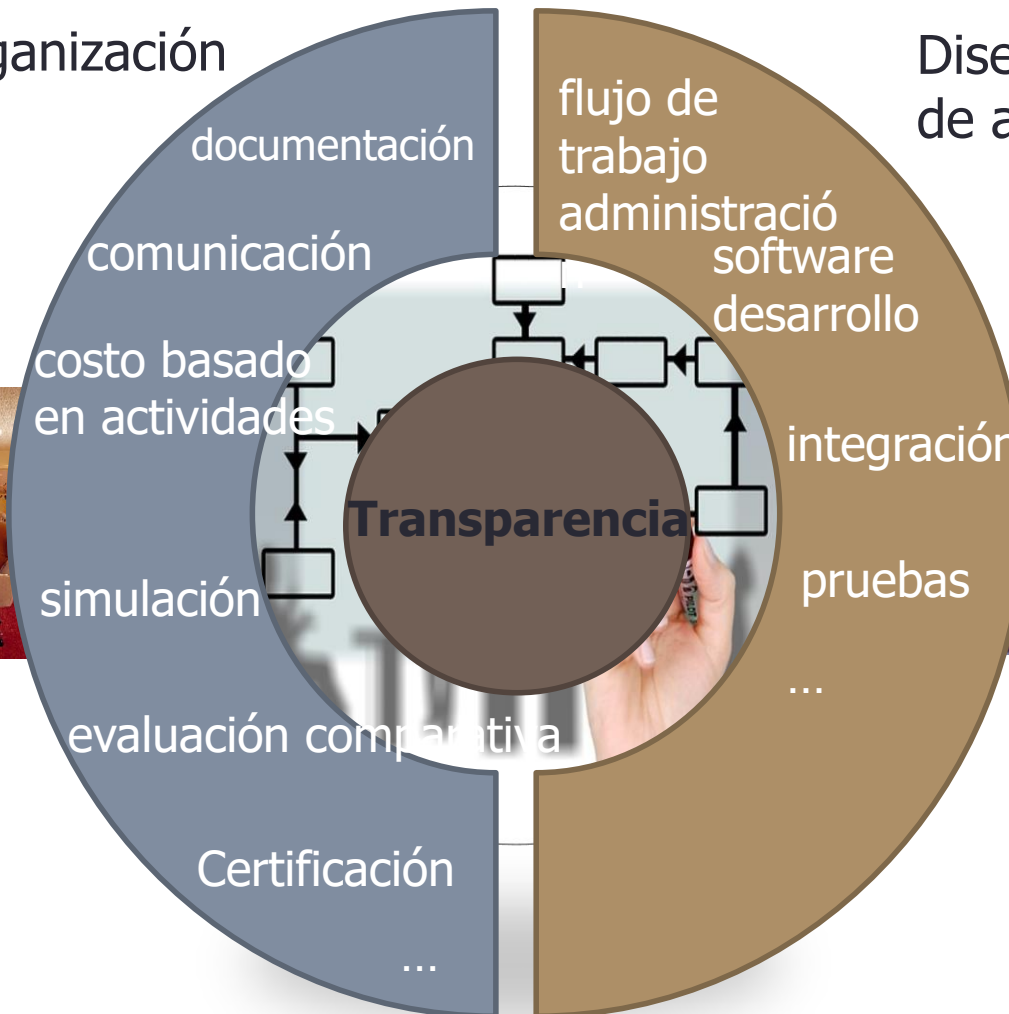 ganización
documentación
comunicación
costo basado
en actividades
simulación
evaluación comparativa
Certificación
...
Transparencia
Dise
de a
flujo de
trabajo
administració
n
software
desarrollo
integración
pruebas
...